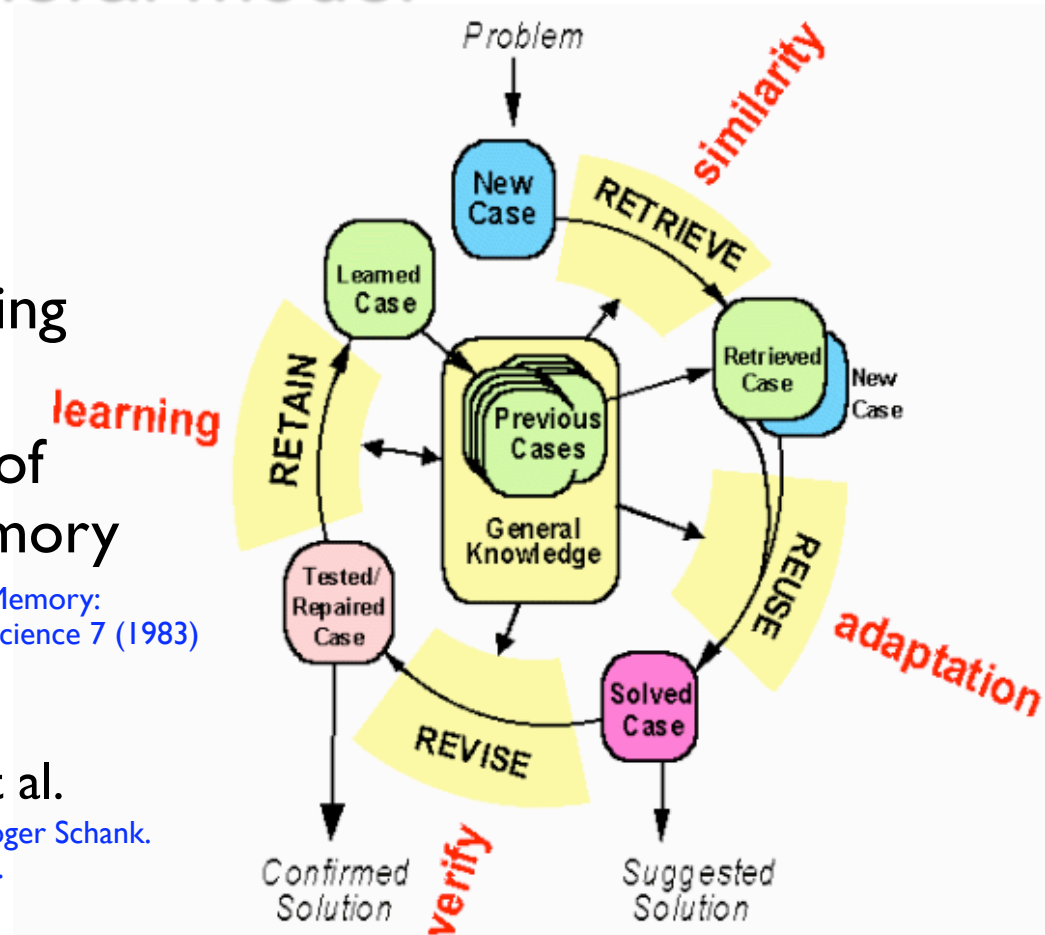 Problem
similarity
New
Case
RETRIEVE
Learned
Case
ing
Retrieved
Case
New
Case
learning
RETAIN
Previous
Cases
of
mory
General
Knowledge
Memory:
cience 7 (1983)
Tested/
Repaired
Case
REUSE
adaptation
Solved
Case
REVISE
t al.
oger Schank.
Confirmed
Solution
verify
Suggested
Solution